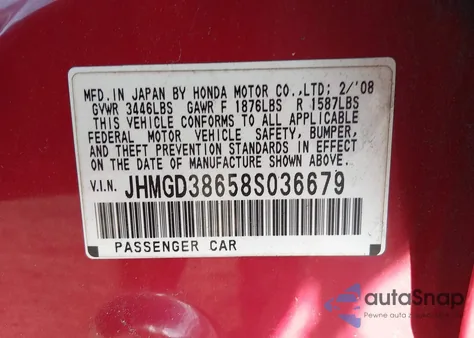 MFD.IN JAPAN BY HONDA MOTOR CO.,LTD; 2/'08
GVWR 3446LBS GAWR F 1876LBS R 1587LBS
THIS VEHICLE CONFORMS TO ALL APPLICABLE
FEDERAL MOTOR VEHICLE SAFETY, BUMPER,
AND THEFT PREVENTION STANDARDS IN EFFECT
ON THE DATE OF MANUFACTURE SHOWN ABOVE.
V.I.N. JHMGD38658S036679
PASSENGER CAR
autoSnap
Pewne auta z